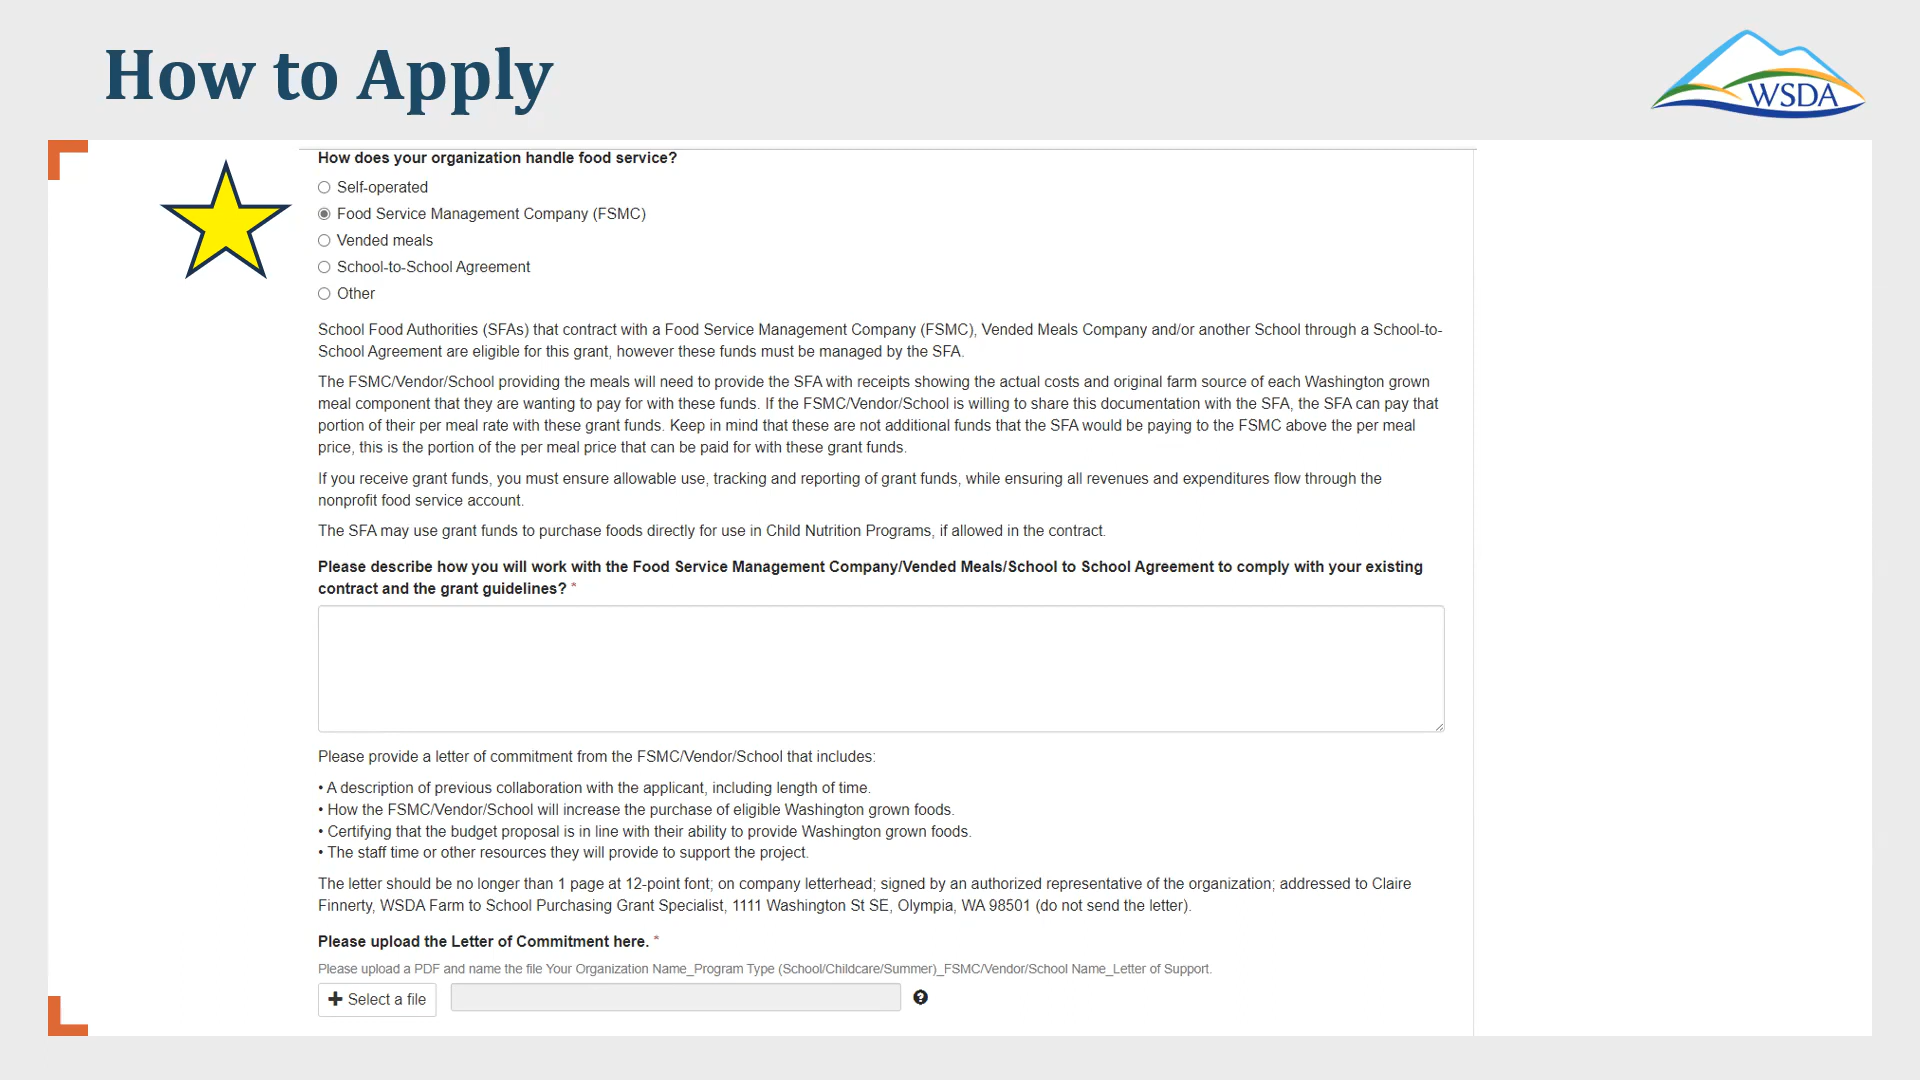 How to Apply
WSDA
How does your organization handle food service?
Self-operated
Food Service Management Company (FSMC)
Vended meals
School-to-School Agreement
Other
School Food Authorities (SFAs) that contract with a Food Service Management Company (FSMC), Vended Meals Company and/or another School through a School-to-
School Agreement are eligible for this grant, however these funds must be managed by the SFA.
The FSMC/Vendor/School providing the meals will need to provide the SFA with receipts showing the actual costs and original farm source of each Washington grown
meal component that they are wanting to pay for with these funds. If the FSMC/Vendor/School is willing to share this documentation with the SFA, the SFA can pay that
portion of their per meal rate with these grant funds. Keep in mind that these are not additional funds that the SFA would be paying to the FSMC above the per meal
price, this is the portion of the per meal price that can be paid for with these grant funds.
If you receive grant funds, you must ensure allowable use, tracking and reporting of grant funds, while ensuring all revenues and expenditures flow through the
nonprofit food service account.
The SFA may use grant funds to purchase foods directly for use in Child Nutrition Programs, if allowed in the contract.
Please describe how you will work with the Food Service Management Company/Vended Meals/School to School Agreement to comply with your existing
contract and the grant guidelines? *
Please provide a letter of commitment from the FSMC/Vendor/School that includes:
• A description of previous collaboration with the applicant, including length of time.
• How the FSMC/Vendor/School will increase the purchase of eligible Washington grown foods.
• Certifying that the budget proposal is in line with their ability to provide Washington grown foods.
• The staff time or other resources they will provide to support the project.
The letter should be no longer than 1 page at 12-point font; on company letterhead; signed by an authorized representative of the organization; addressed to Claire
Finnerty, WSDA Farm to School Purchasing Grant Specialist, 1111 Washington St SE, Olympia, WA 98501 (do not send the letter).
Please upload the Letter of Commitment here. *
Please upload a PDF and name the file Your Organization Name_Program Type (School/Childcare/Summer)_FSMC/Vendor/School Name_Letter of Support.
+ Select a file
?